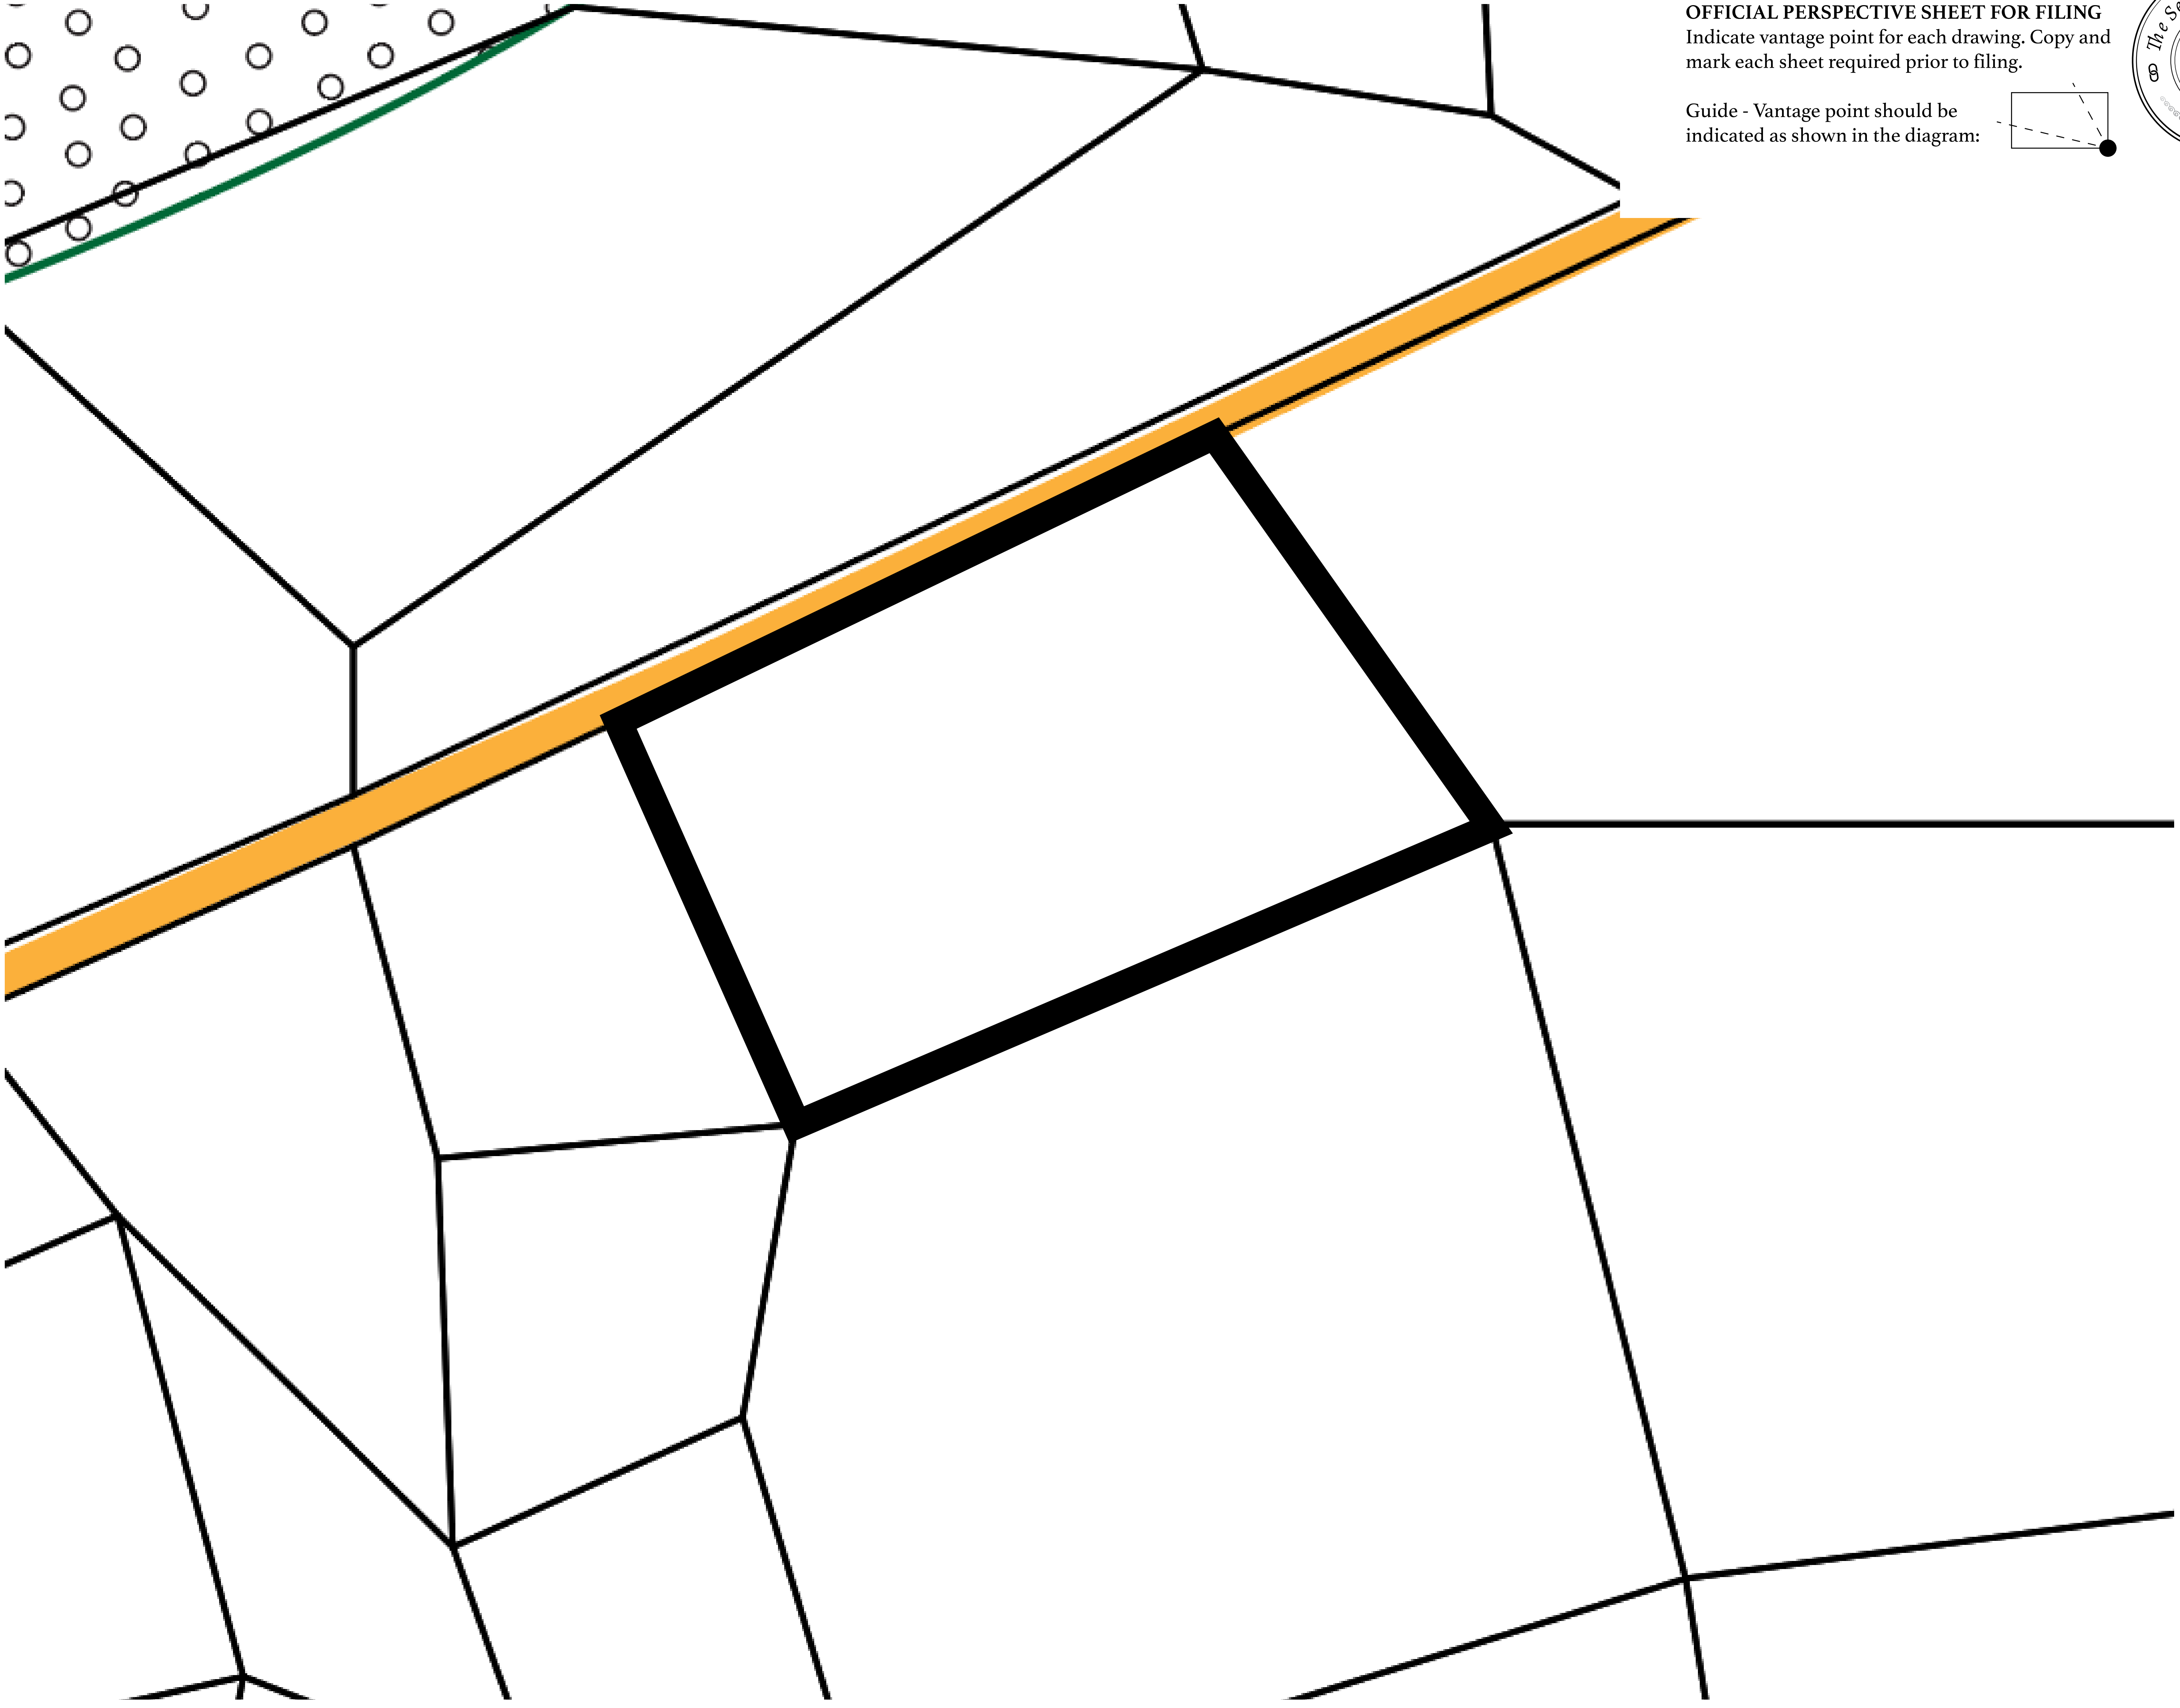 OFFICIAL PERSPECTIVE SHEET FOR FILING
Indicate vantage point for each drawing. Copy and
mark each sheet required prior to filing.
Guide - Vantage point should be
indicated as shown in the diagram:
The